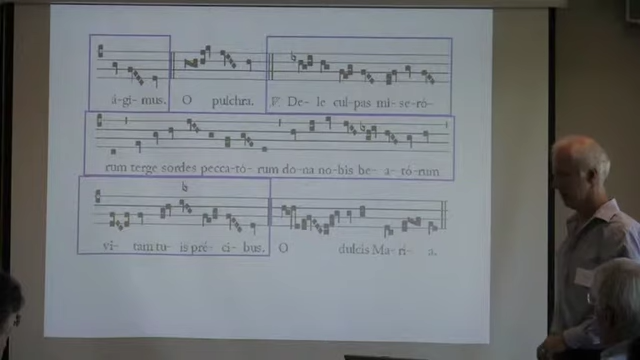 á-gi-mus. O pulchra. ℣ De-le cul-pas mi-se-ró-
rum terge sordes pecca-tó-rum do-na no-bis be-a-tó-rum
vi-tam tu-is pré-ci-bus. O dulcis Ma-rí-a.